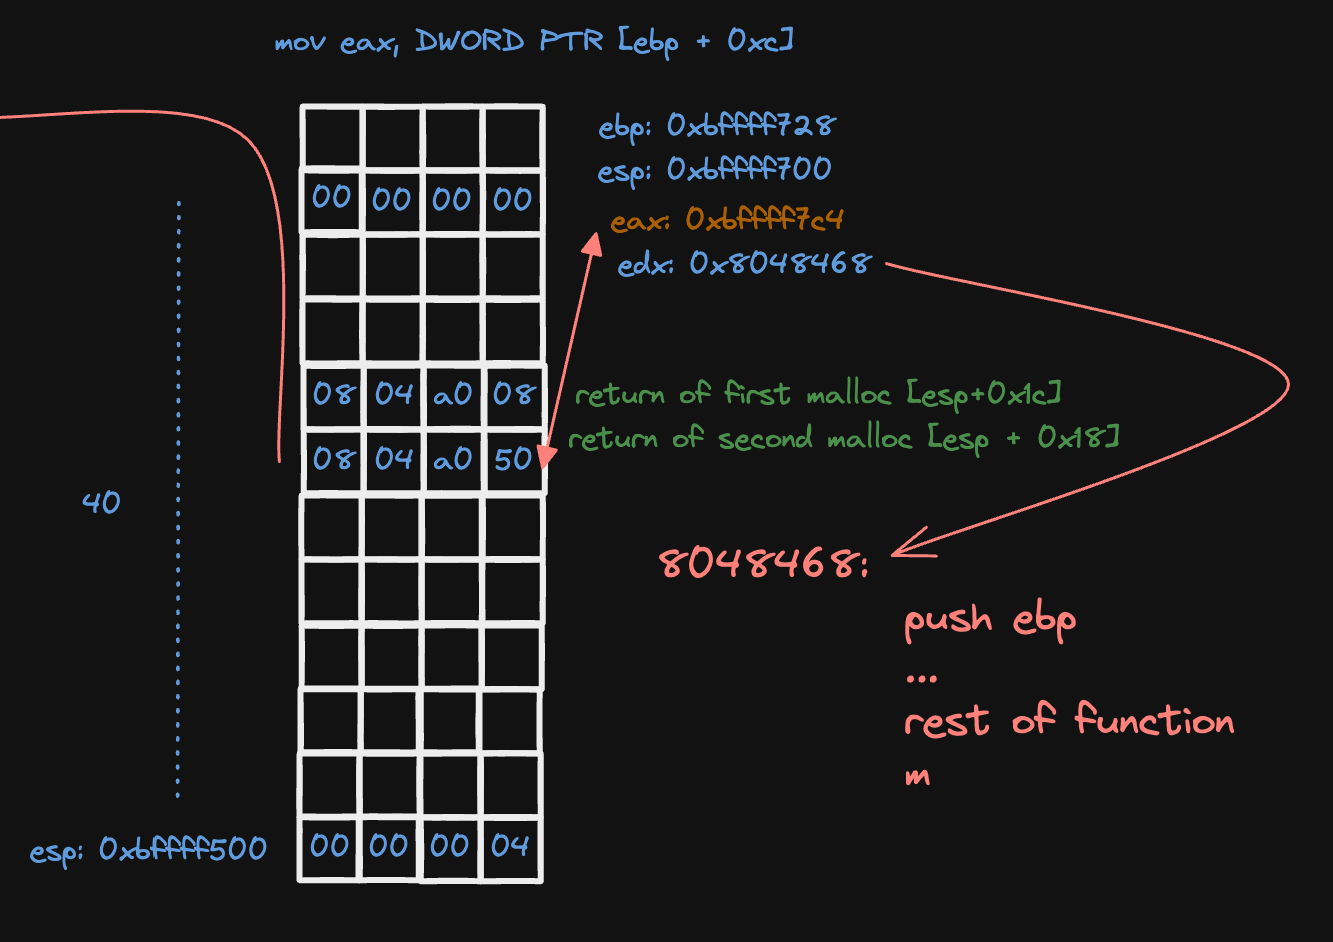 mov eax, DWORD PTR [ebp + 0xc]
ebp: 0xbffff728
esp: 0xbffff700
eax: 0xbffff7c4
edx: 0x8048468
00 00 00 00
08 04 a0 08
return of first malloc [esp+0x1c]
08 04 a0 50
return of second malloc [esp + 0x18]
40
8048468:
push ebp
...
rest of function
m
esp: 0xbffff500
00 00 00 04